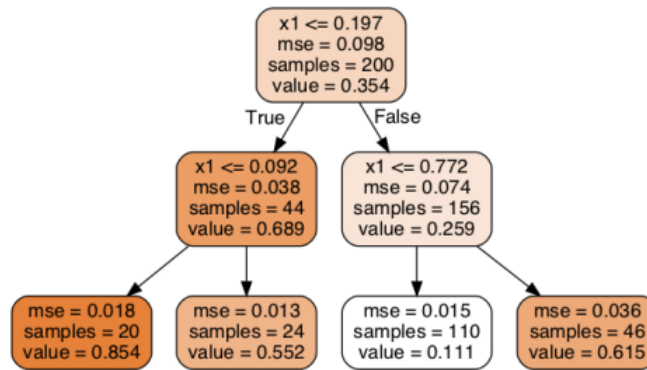 x1 <= 0.197
mse = 0.098
samples = 200
value = 0.354
True
False
x1 <= 0.092
mse = 0.038
samples = 44
value = 0.689
x1 <= 0.772
mse = 0.074
samples = 156
value = 0.259
mse = 0.018
samples = 20
value = 0.854
mse = 0.013
samples = 24
value = 0.552
mse = 0.015
samples = 110
value = 0.111
mse = 0.036
samples = 46
value = 0.615